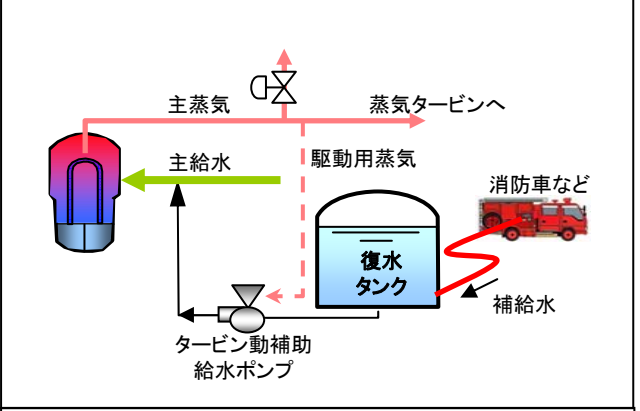 主蒸気
蒸気タービンへ
主給水
駆動用蒸気
消防車など
復水
タンク
補給水
タービン動補助
給水ポンプ